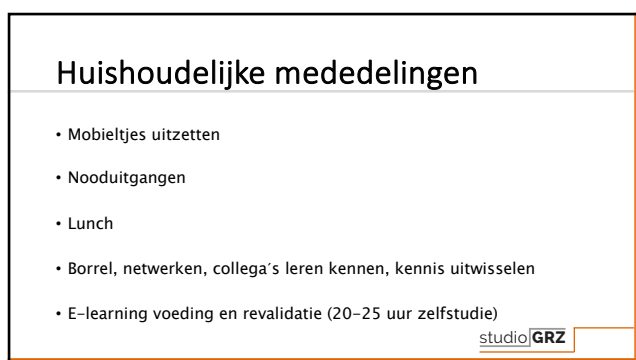 Huishoudelijke mededelingen
• Mobieltjes uitzetten
• Nooduitgangen
• Lunch
• Borrel, netwerken, collega´s leren kennen, kennis uitwisselen
• E-learning voeding en revalidatie (20-25 uur zelfstudie)
studio GRZ